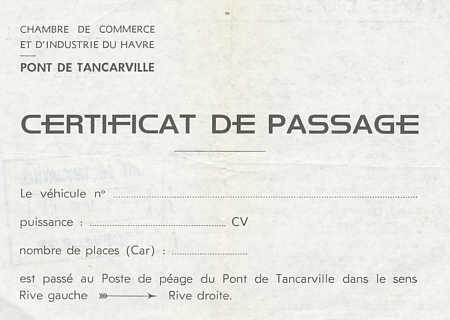 CHAMBRE DE COMMERCE
ET D'INDUSTRIE DU HAVRE
PONT DE TANCARVILLE
CERTIFICAT DE PASSAGE
Le véhicule nº
puissance : CV
nombre de places (Car) :
est passé au Poste de péage du Pont de Tancarville dans le sens
Rive gauche Rive droite.